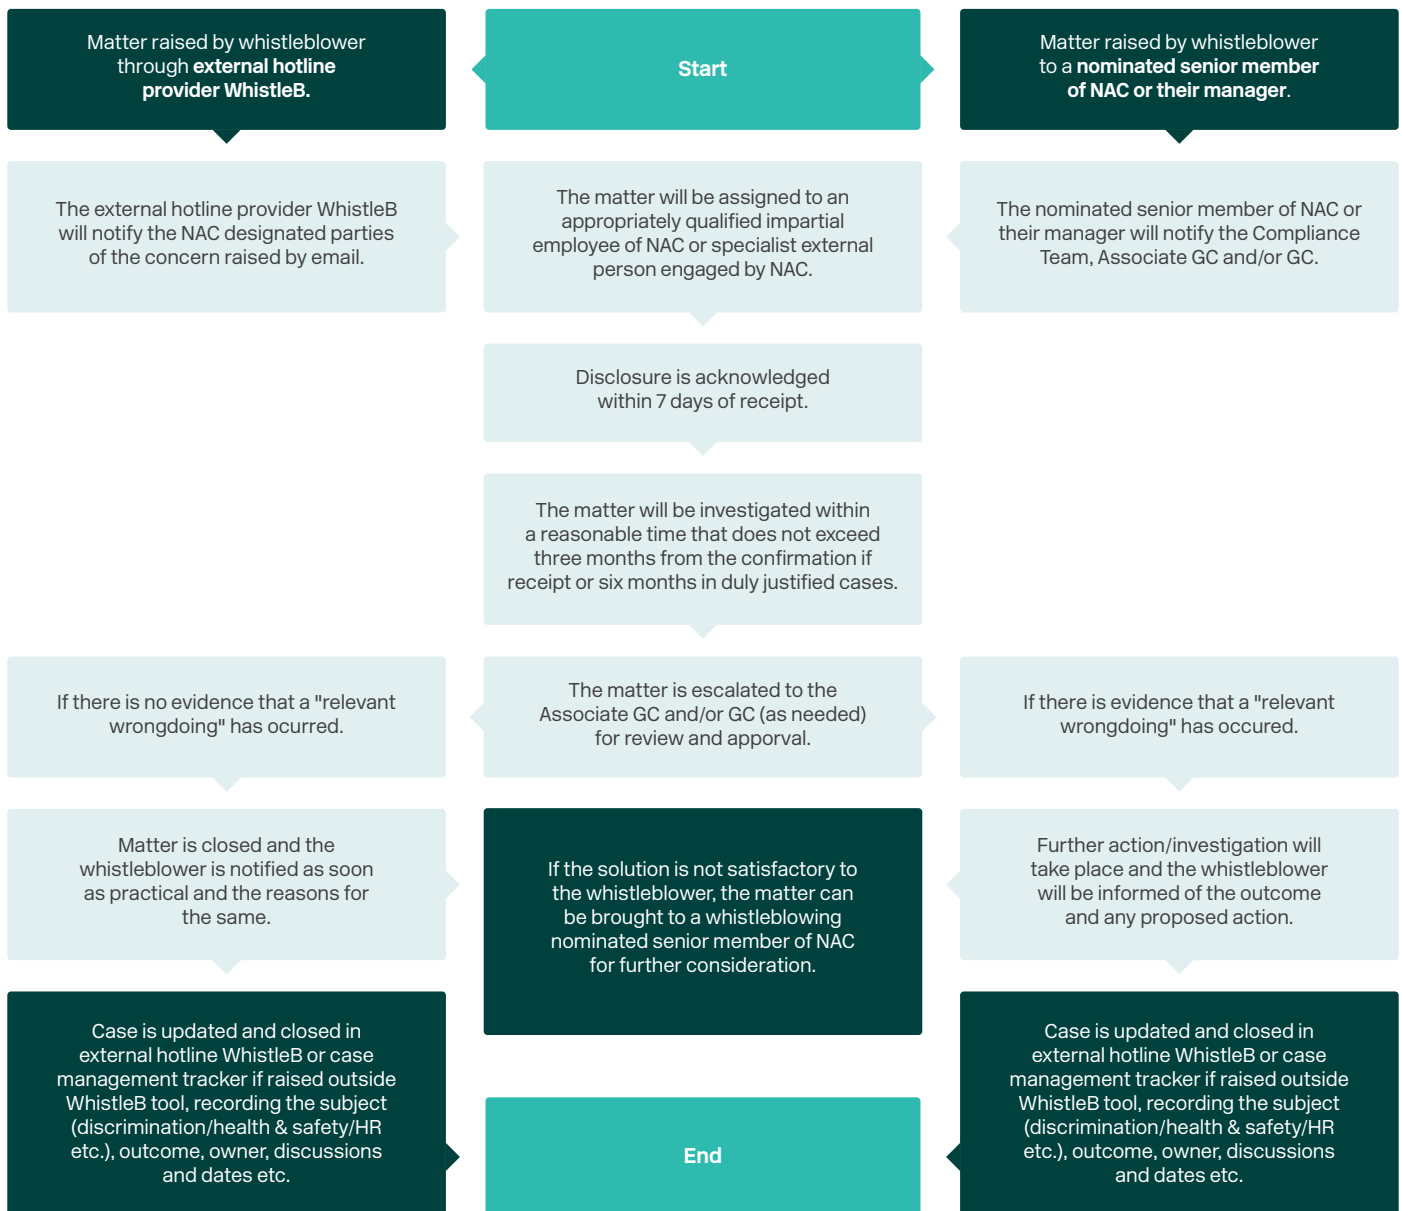 Matter raised by whistleblower
through external hotline
provider WhistleB.
Start
Matter raised by whistleblower
to a nominated senior member
of NAC or their manager.
The external hotline provider WhistleB
will notify the NAC designated parties
of the concern raised by email.
The matter will be assigned to an
appropriately qualified impartial
employee of NAC or specialist external
person engaged by NAC.
The nominated senior member of NAC or
their manager will notify the Compliance
Team, Associate GC and/or GC.
Disclosure is acknowledged
within 7 days of receipt.
The matter will be investigated within
a reasonable time that does not exceed
three months from the confirmation if
receipt or six months in duly justified cases.
If there is no evidence that a "relevant
wrongdoing" has ocurred.
The matter is escalated to the
Associate GC and/or GC (as needed)
for review and apporval.
If there is evidence that a "relevant
wrongdoing" has occured.
Matter is closed and the
whistleblower is notified as soon
as practical and the reasons for
the same.
If the solution is not satisfactory to
the whistleblower, the matter can
be brought to a whistleblowing
nominated senior member of NAC
for further consideration.
Further action/investigation will
take place and the whistleblower
will be informed of the outcome
and any proposed action.
Case is updated and closed in
external hotline WhistleB or case
management tracker if raised outside
WhistleB tool, recording the subject
(discrimination/health & safety/HR
etc.), outcome, owner, discussions
and dates etc.
End
Case is updated and closed in
external hotline WhistleB or case
management tracker if raised outside
WhistleB tool, recording the subject
(discrimination/health & safety/HR
etc.), outcome, owner, discussions
and dates etc.